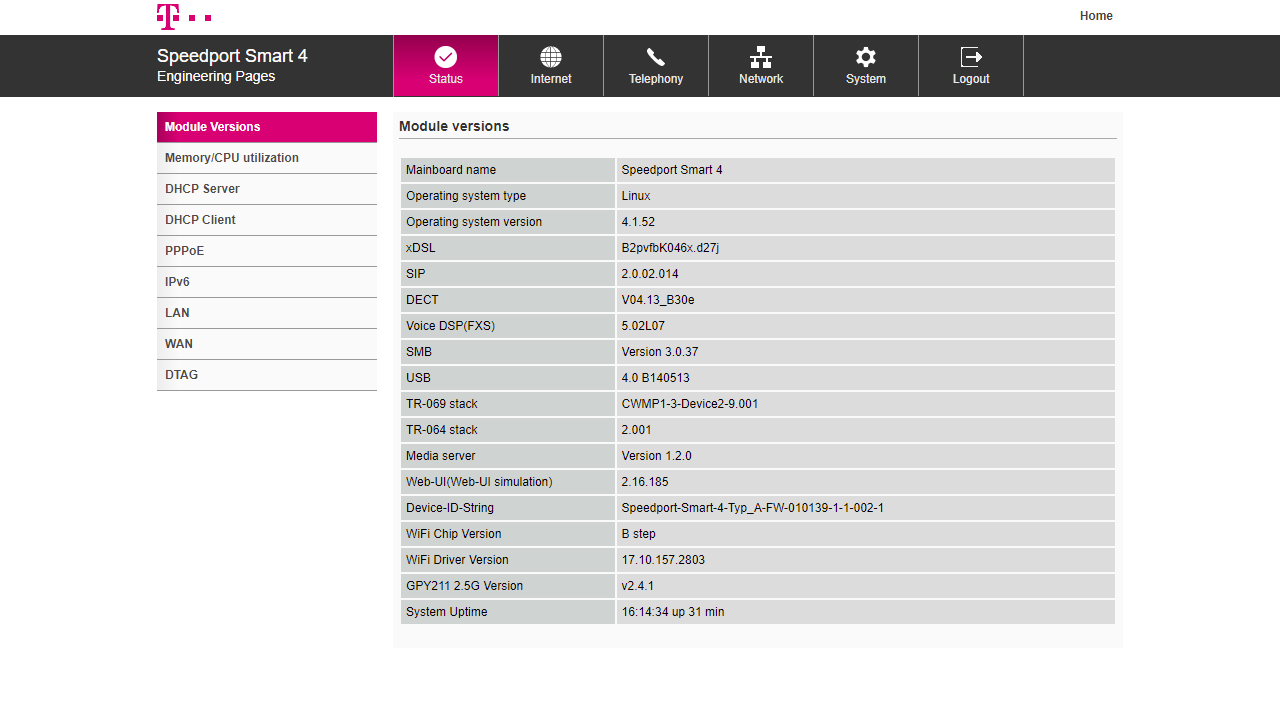 T
Home
Speedport Smart 4
Engineering Pages
Status
Internet
Telephony
Network
System
Logout
Module Versions
Memory/CPU utilization
DHCP Server
DHCP Client
PPPoE
IPv6
LAN
WAN
DTAG
Module versions
Mainboard name Speedport Smart 4
Operating system type Linux
Operating system version 4.1.52
xDSL B2pvfbK046x.d27j
SIP 2.0.02.014
DECT V04.13_B30e
Voice DSP(FXS) 5.02L07
SMB Version 3.0.37
USB 4.0 B140513
TR-069 stack CWMP1-3-Device2-9.001
TR-064 stack 2.001
Media server Version 1.2.0
Web-UI(Web-UI simulation) 2.16.185
Device-ID-String Speedport-Smart-4-Typ_A-FW-010139-1-1-002-1
WiFi Chip Version B step
WiFi Driver Version 17.10.157.2803
GPY211 2.5G Version v2.4.1
System Uptime 16:14:34 up 31 min